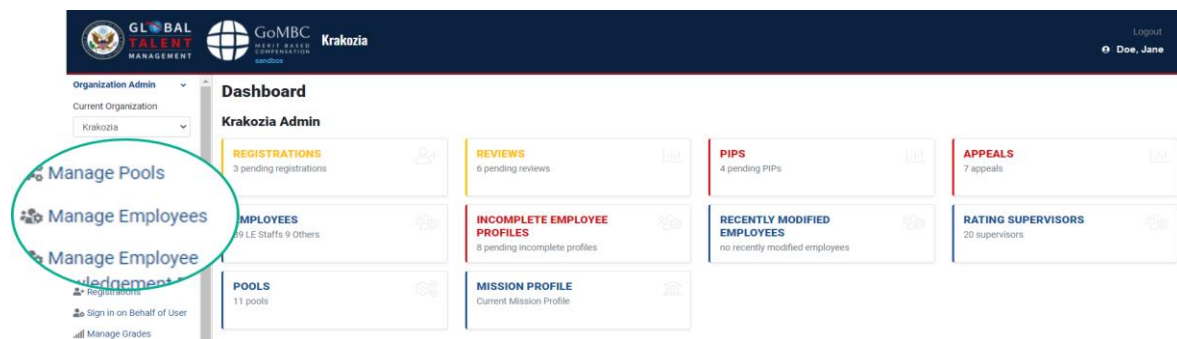 GLOBAL
TALENT
MANAGEMENT
GoMBC
MERIT BASED
COMPENSATION
sandbox
Krakozia
Logout
Doe, Jane
Organization Admin
Current Organization
Krakozia
Manage Pools
Manage Employees
Manage Employee
Registrations
Sign in on Behalf of User
Manage Grades
Dashboard
Krakozia Admin
REGISTRATIONS
3 pending registrations
REVIEWS
6 pending reviews
PIPS
4 pending PIPs
APPEALS
7 appeals
EMPLOYEES
LE Staffs 9 Others
INCOMPLETE EMPLOYEE
PROFILES
8 pending incomplete profiles
RECENTLY MODIFIED
EMPLOYEES
no recently modified employees
RATING SUPERVISORS
20 supervisors
POOLS
11 pools
MISSION PROFILE
Current Mission Profile